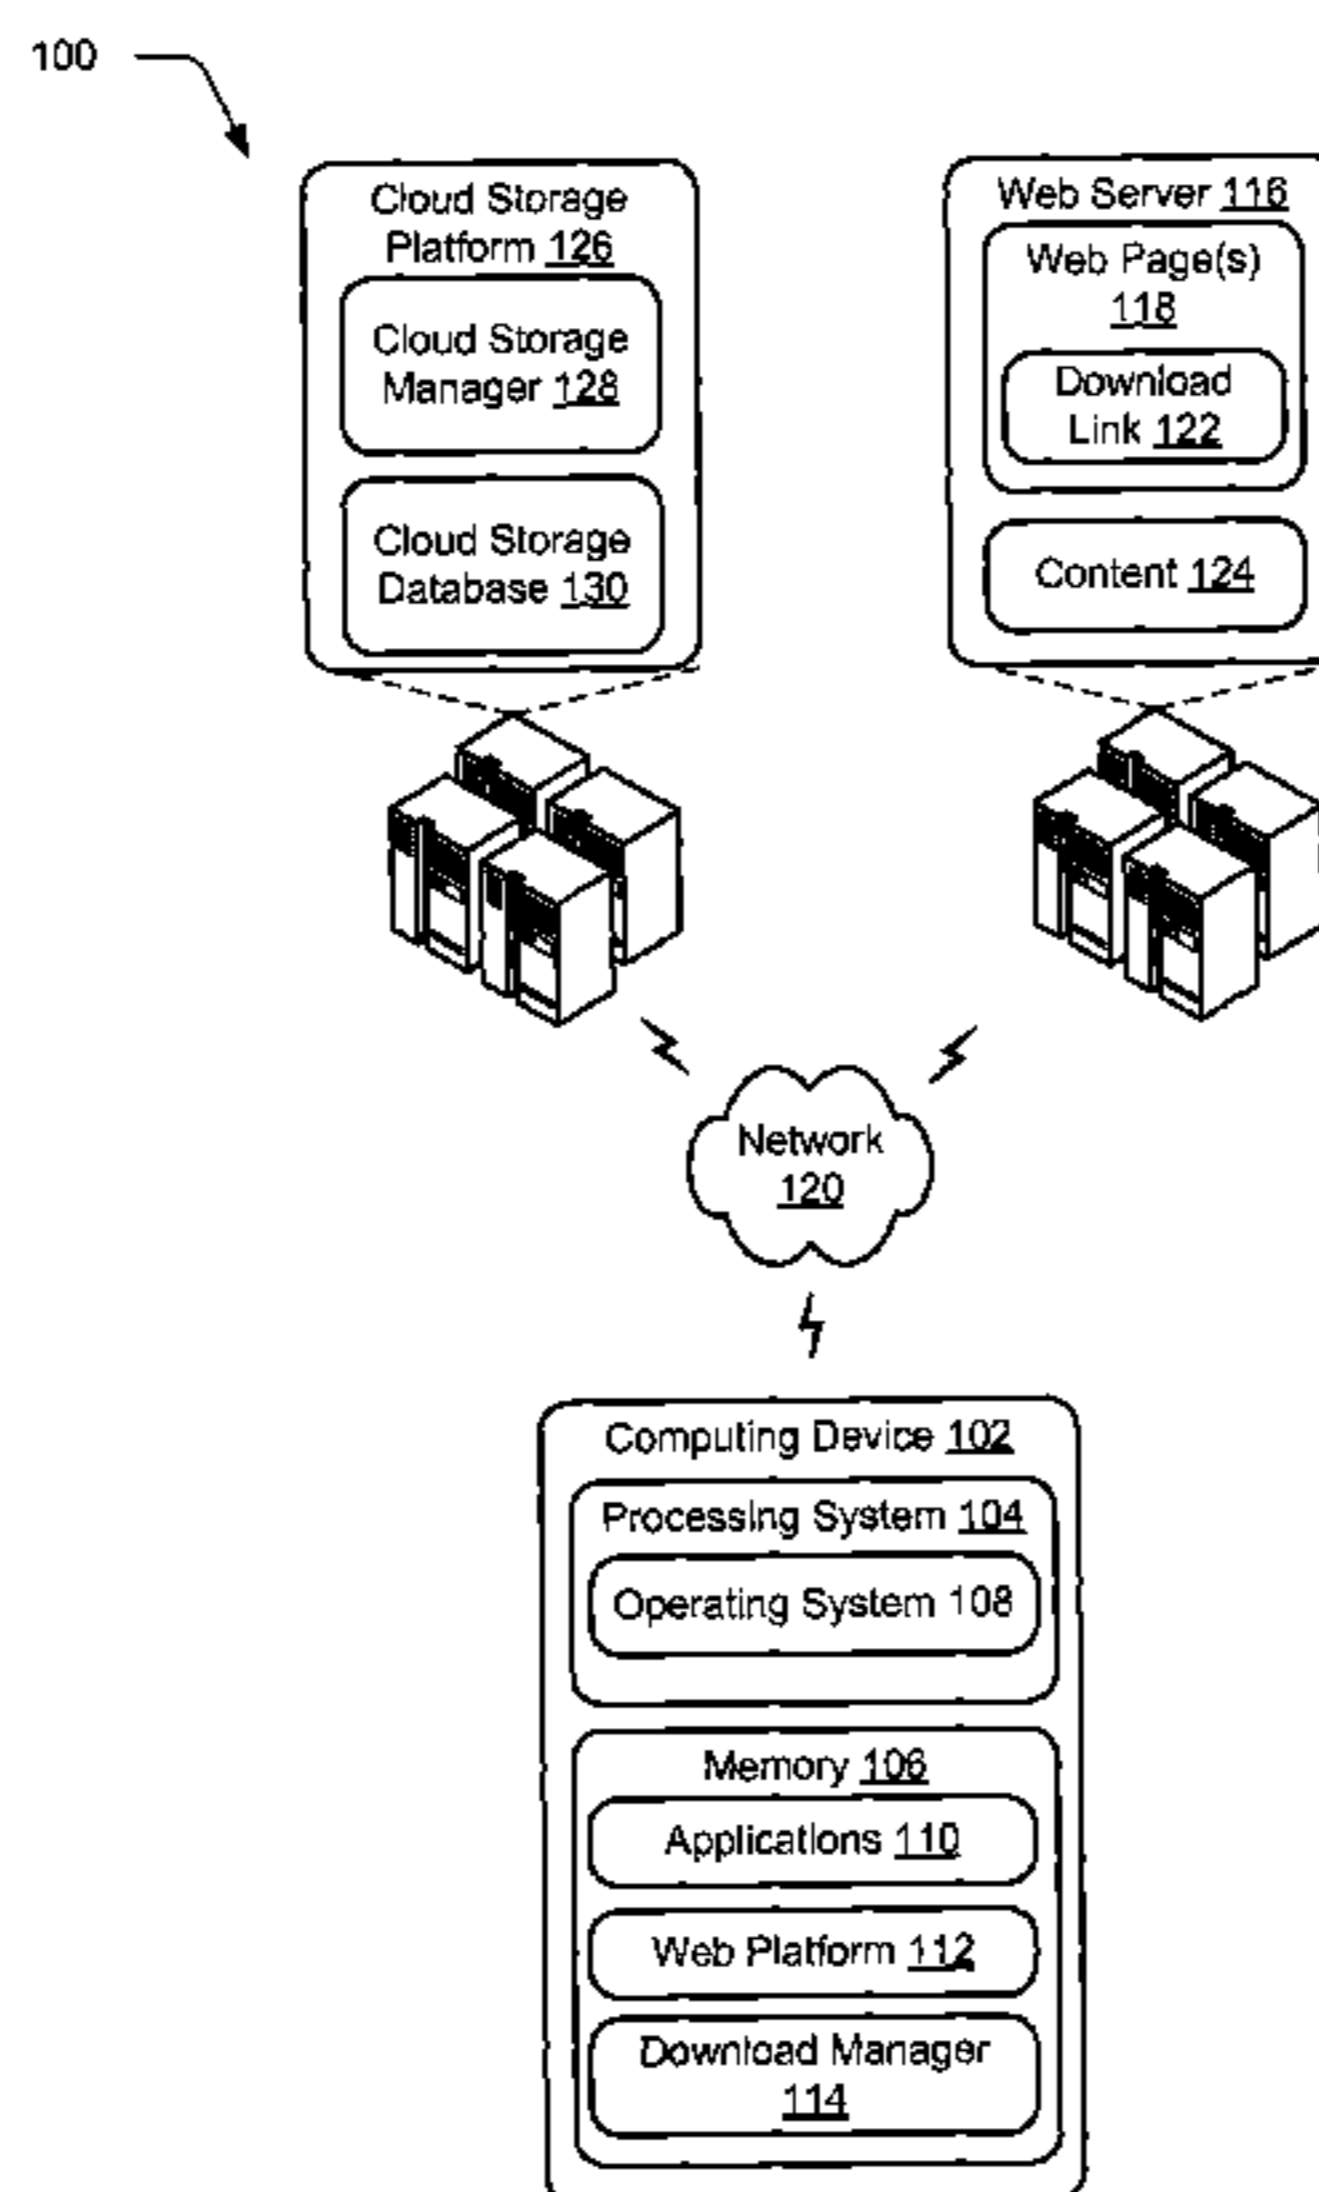 100
Cloud Storage
Platform 126
Cloud Storage
Manager 128
Cloud Storage
Database 130
Web Server 116
Web Page(s)
118
Download
Link 122
Content 124
Network
120
Computing Device 102
Processing System 104
Operating System 108
Memory 106
Applications 110
Web Platform 112
Download Manager
114